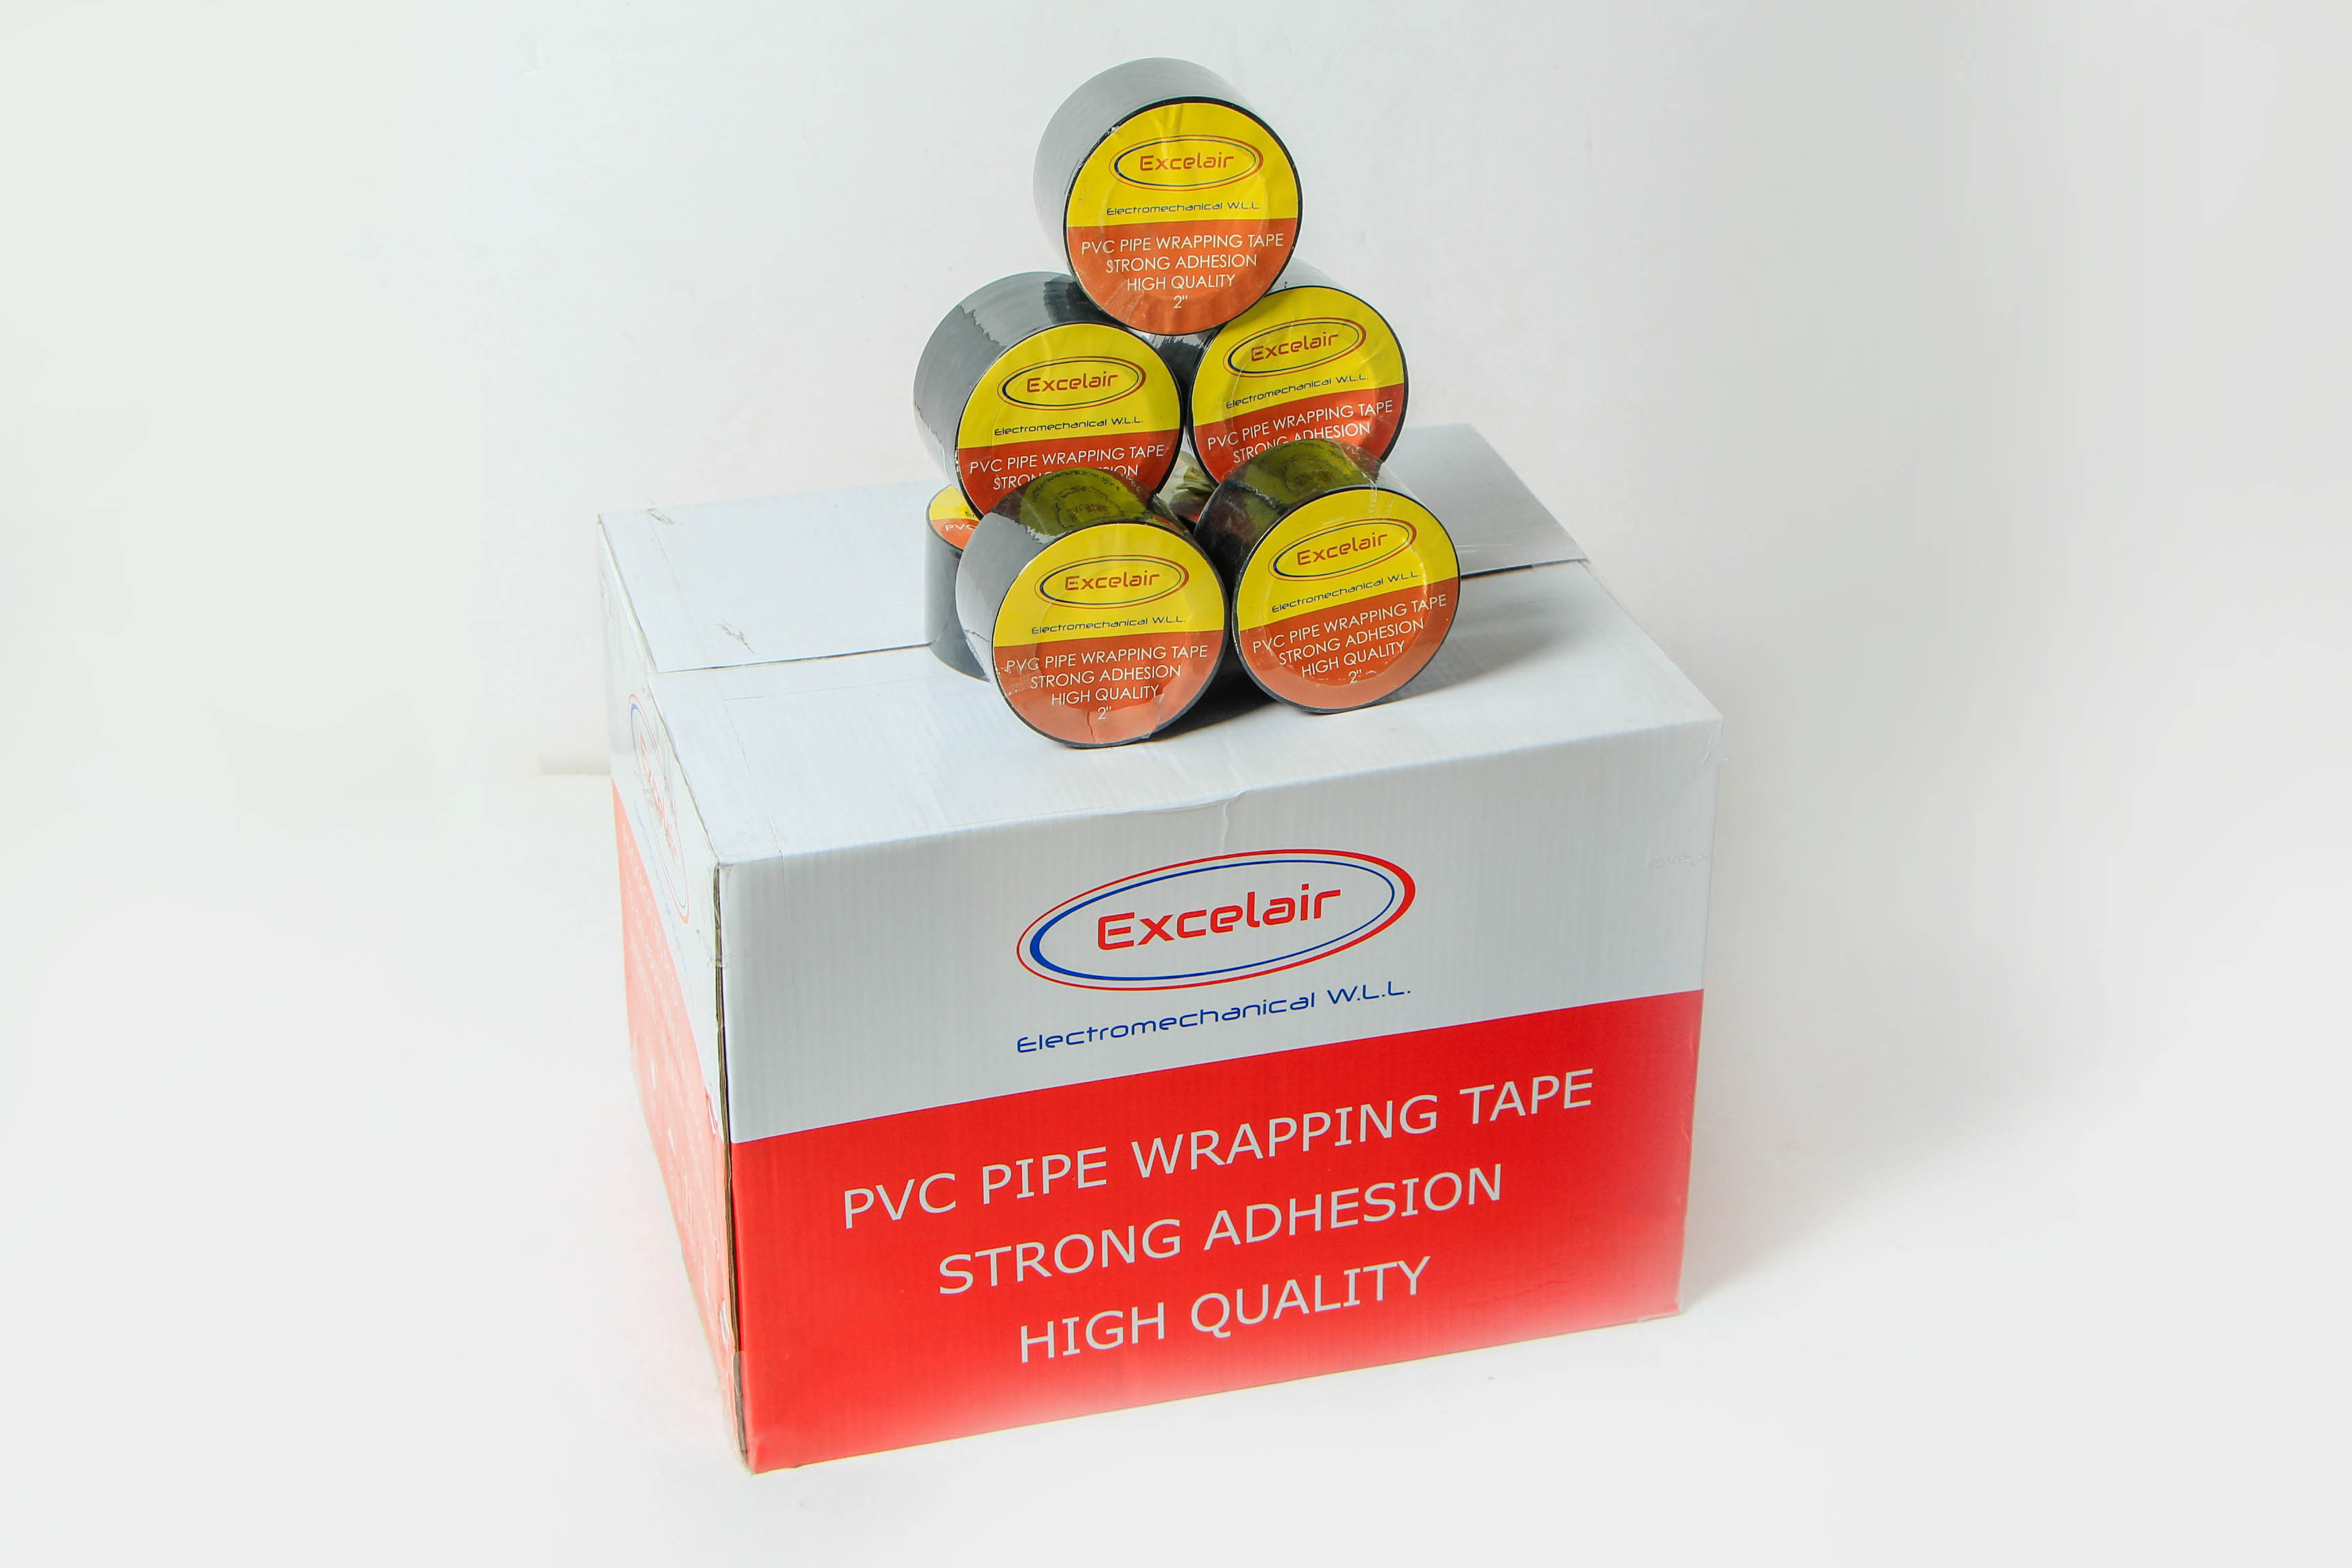 Excelair
Electromechanical W.L.L.
PVC PIPE WRAPPING TAPE
STRONG ADHESION
HIGH QUALITY
2"
Excelair
Electromechanical W.L.L.
PVC PIPE WRAPPING TAPE
Excelair
Electromechanical W.L.L.
PVC PIPE WRAPPING TAPE
STRONG ADHESION
PVC
Excelair
Electromechanical W.L.L.
PVC PIPE WRAPPING TAPE
STRONG ADHESION
HIGH QUALITY
2"
Excelair
Electromechanical W.L.L.
PVC PIPE WRAPPING TAPE
STRONG ADHESION
HIGH QUALITY
2"
Excelair
Electromechanical W.L.L.
PVC PIPE WRAPPING TAPE
STRONG ADHESION
HIGH QUALITY